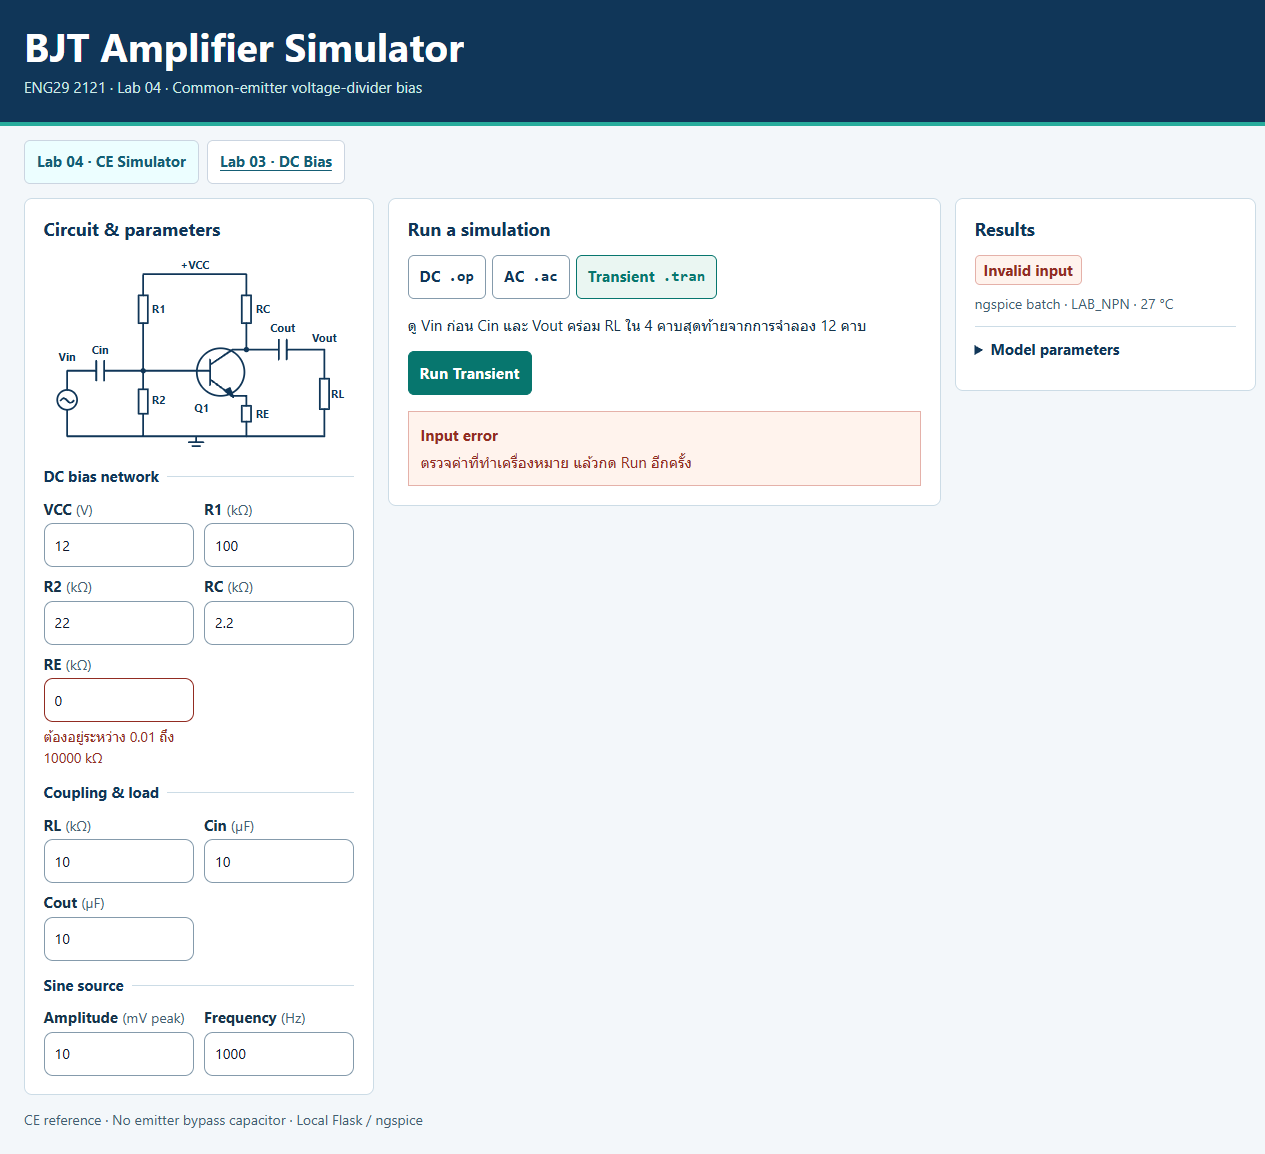 BJT Amplifier Simulator
ENG29 2121 · Lab 04 · Common-emitter voltage-divider bias
Lab 04 · CE Simulator
Lab 03 · DC Bias
Circuit & parameters
+VCC
R1
RC
Cout
Vout
Vin
Cin
R2
Q1
RE
RL
DC bias network
VCC (V)
R1 (kΩ)
12
100
R2 (kΩ)
RC (kΩ)
22
2.2
RE (kΩ)
0
ต้องอยู่ระหว่าง 0.01 ถึง
10000 kΩ
Coupling & load
RL (kΩ)
Cin (µF)
10
10
Cout (µF)
10
Sine source
Amplitude (mV peak)
Frequency (Hz)
10
1000
Run a simulation
DC .op
AC .ac
Transient .tran
ดู Vin ก่อน Cin และ Vout คร่อม RL ใน 4 คาบสุดท้ายจากการจำลอง 12 คาบ
Run Transient
Input error
ตรวจค่าที่ทำเครื่องหมาย แล้วกด Run อีกครั้ง
Results
Invalid input
ngspice batch · LAB_NPN · 27 °C
Model parameters
CE reference · No emitter bypass capacitor · Local Flask / ngspice